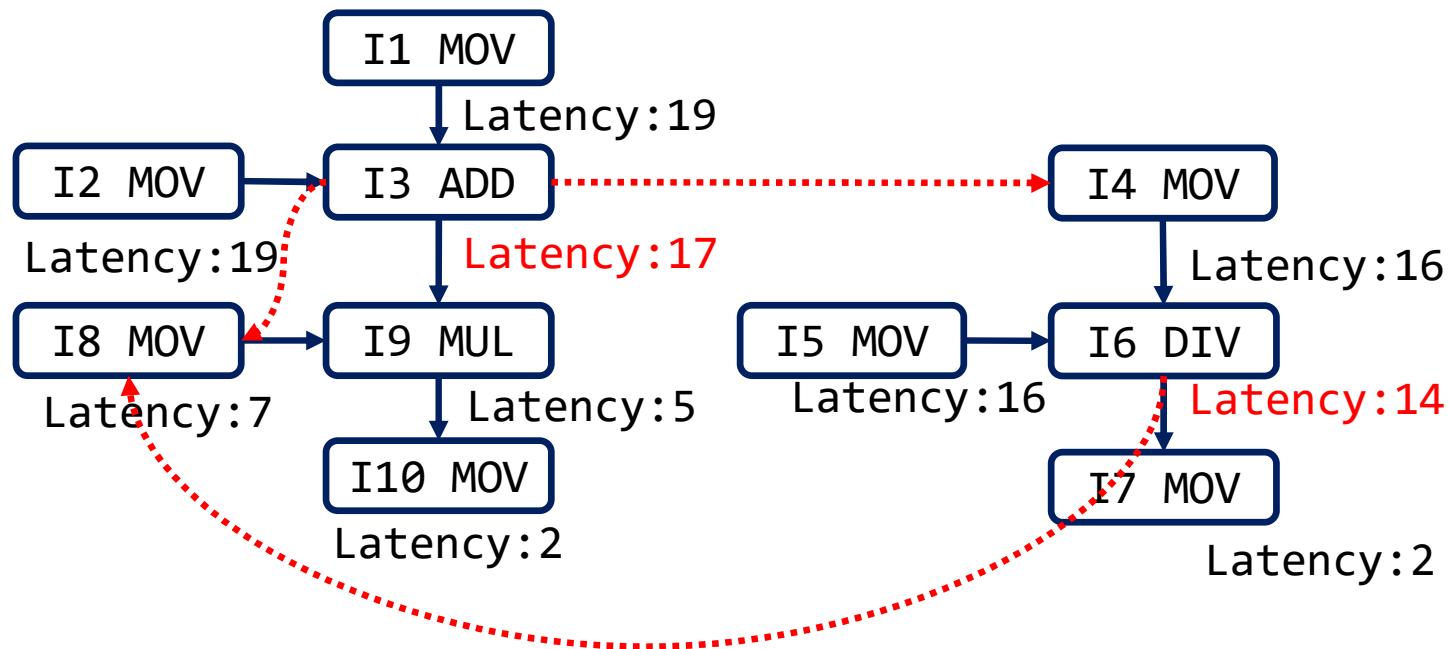 I1 MOV
Latency:19
I2 MOV
I3 ADD
I4 MOV
Latency:19
Latency:17
Latency:16
I8 MOV
I9 MUL
I5 MOV
I6 DIV
Latency:7
Latency:5
Latency:16
Latency:14
I10 MOV
I7 MOV
Latency:2
Latency:2